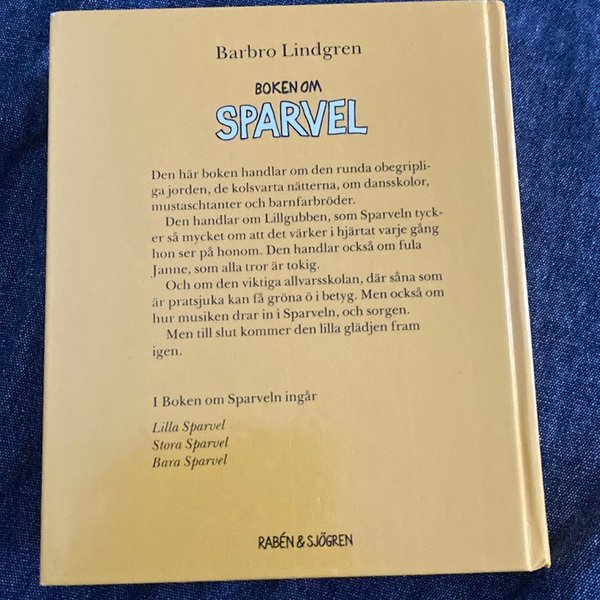 Barbro Lindgren
BOKEN OM
SPARVEL
Den här boken handlar om den runda obegripli-
ga jorden, de kolsvarta nätterna, om dansskolor,
mustaschtanter och barnfarbröder.
Den handlar om Lillgubben, som Sparveln tyck-
er så mycket om att det värker i hjärtat varje gång
hon ser på honom. Den handlar också om fula
Janne, som alla tror är tokig.
Och om den viktiga allvarsskolan, där såna som
är pratsjuka kan få gröna ö i betyg. Men också om
hur musiken drar in i Sparveln, och sorgen.
Men till slut kommer den lilla glädjen fram
igen.
I Boken om Sparveln ingår
Lilla Sparvel
Stora Sparvel
Bara Sparvel
RABÉN & SJÖGREN